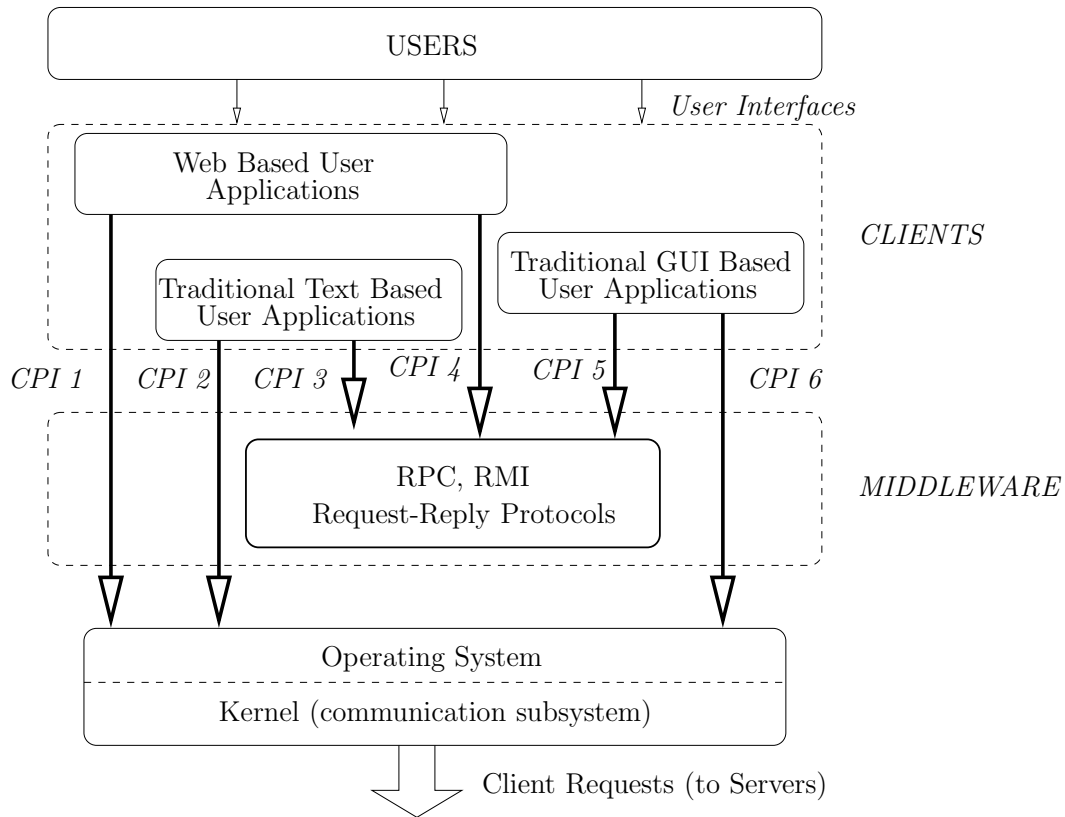 USERS
User Interfaces
Web Based User
Applications
CLIENTS
Traditional GUI Based
User Applications
Traditional Text Based
User Applications
CPI 1
CPI 2
CPI 3
CPI 4
CPI 5
CPI 6
RPC, RMI
Request-Reply Protocols
MIDDLEWARE
Operating System
Kernel (communication subsystem)
Client Requests (to Servers)